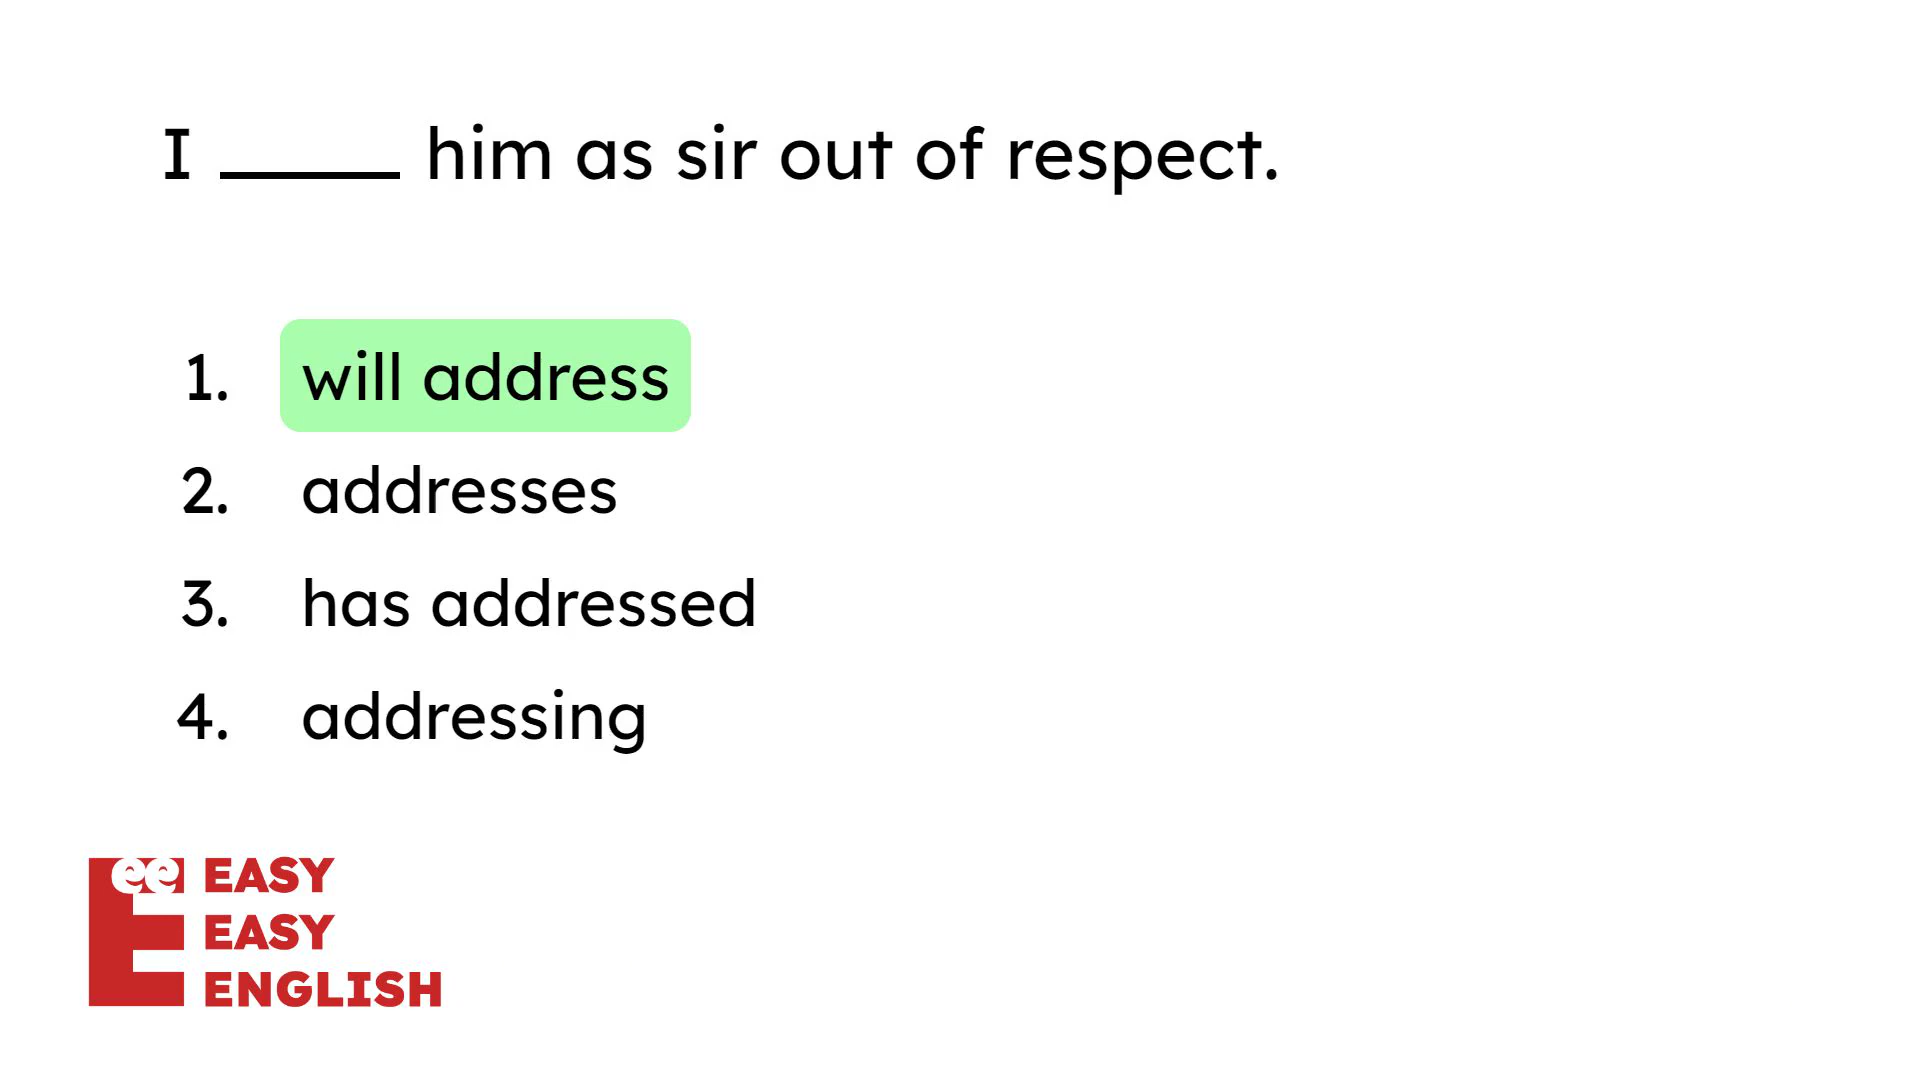 I _____ him as sir out of respect.
1. will address
2. addresses
3. has addressed
4. addressing
ee EASY
EASY
ENGLISH